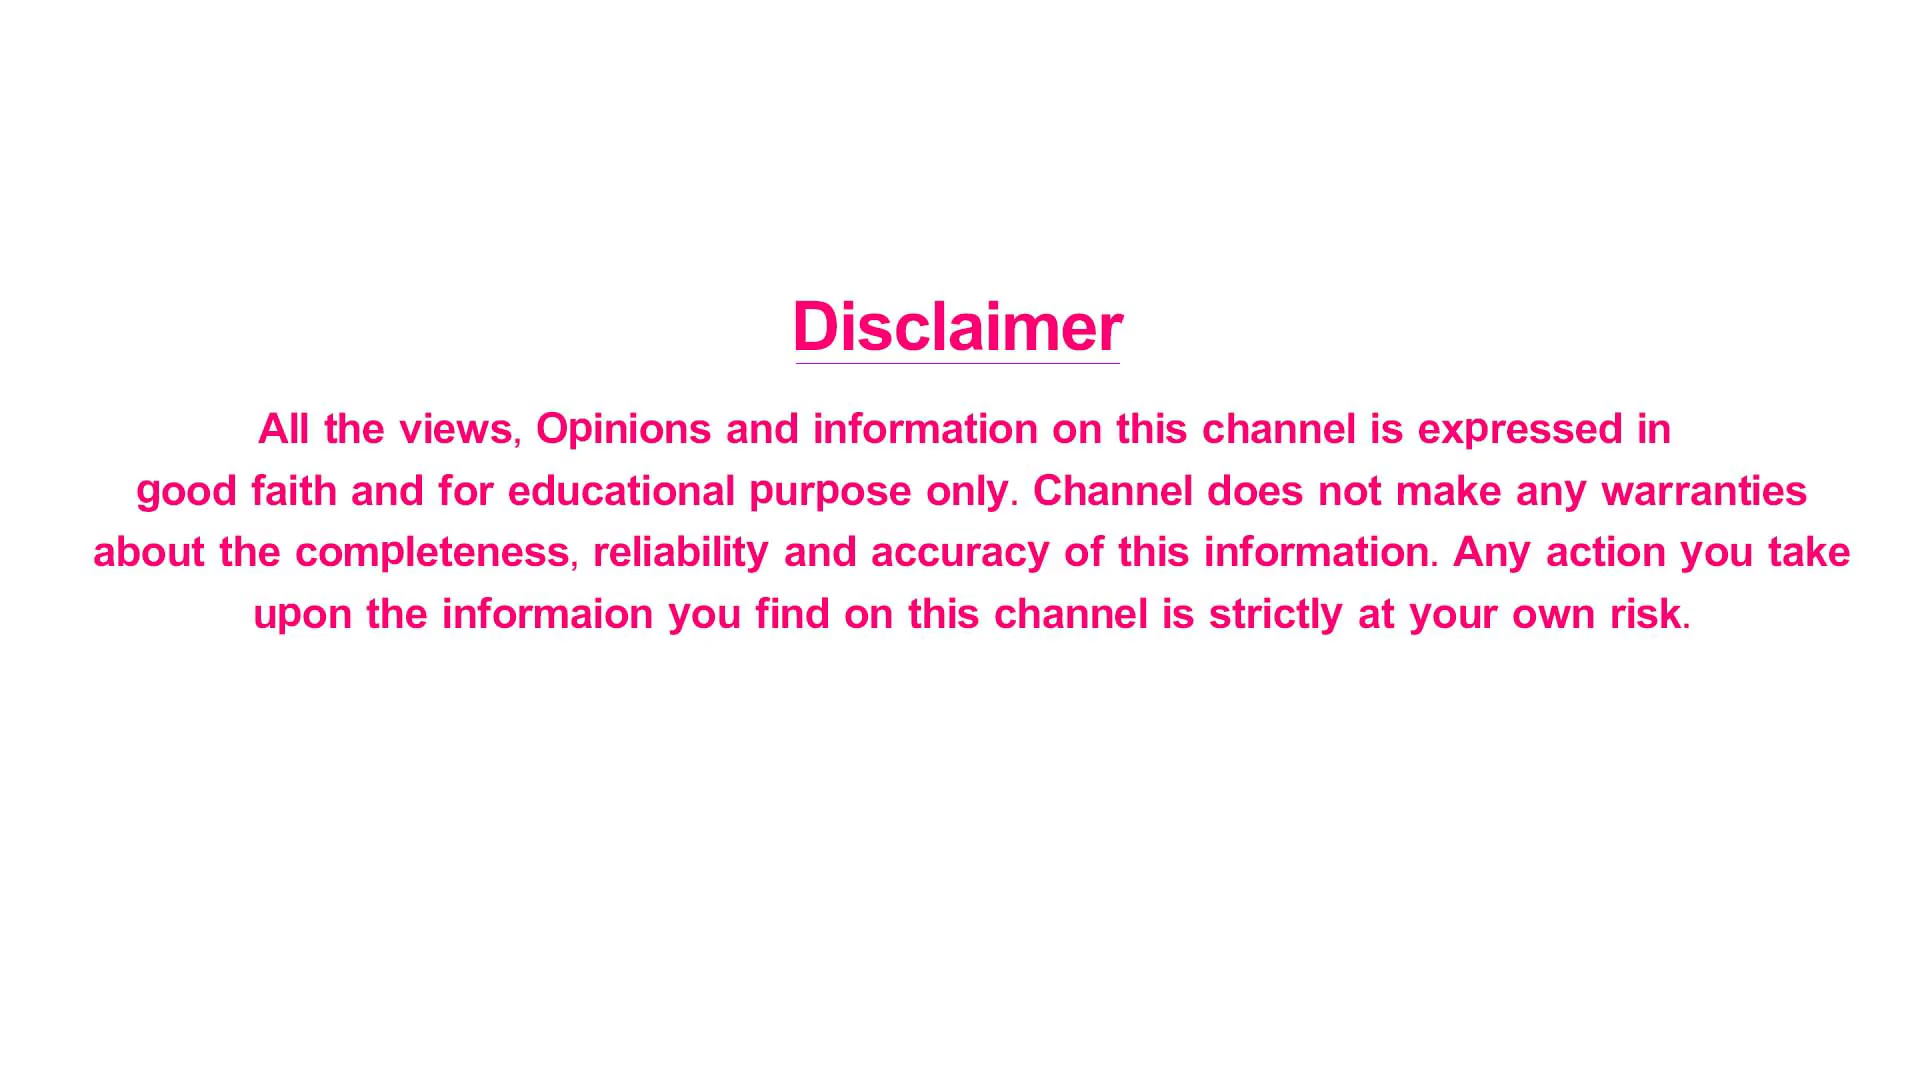 Disclaimer
All the views, Opinions and information on this channel is expressed in
good faith and for educational purpose only. Channel does not make any warranties
about the completeness, reliability and accuracy of this information. Any action you take
upon the informaion you find on this channel is strictly at your own risk.